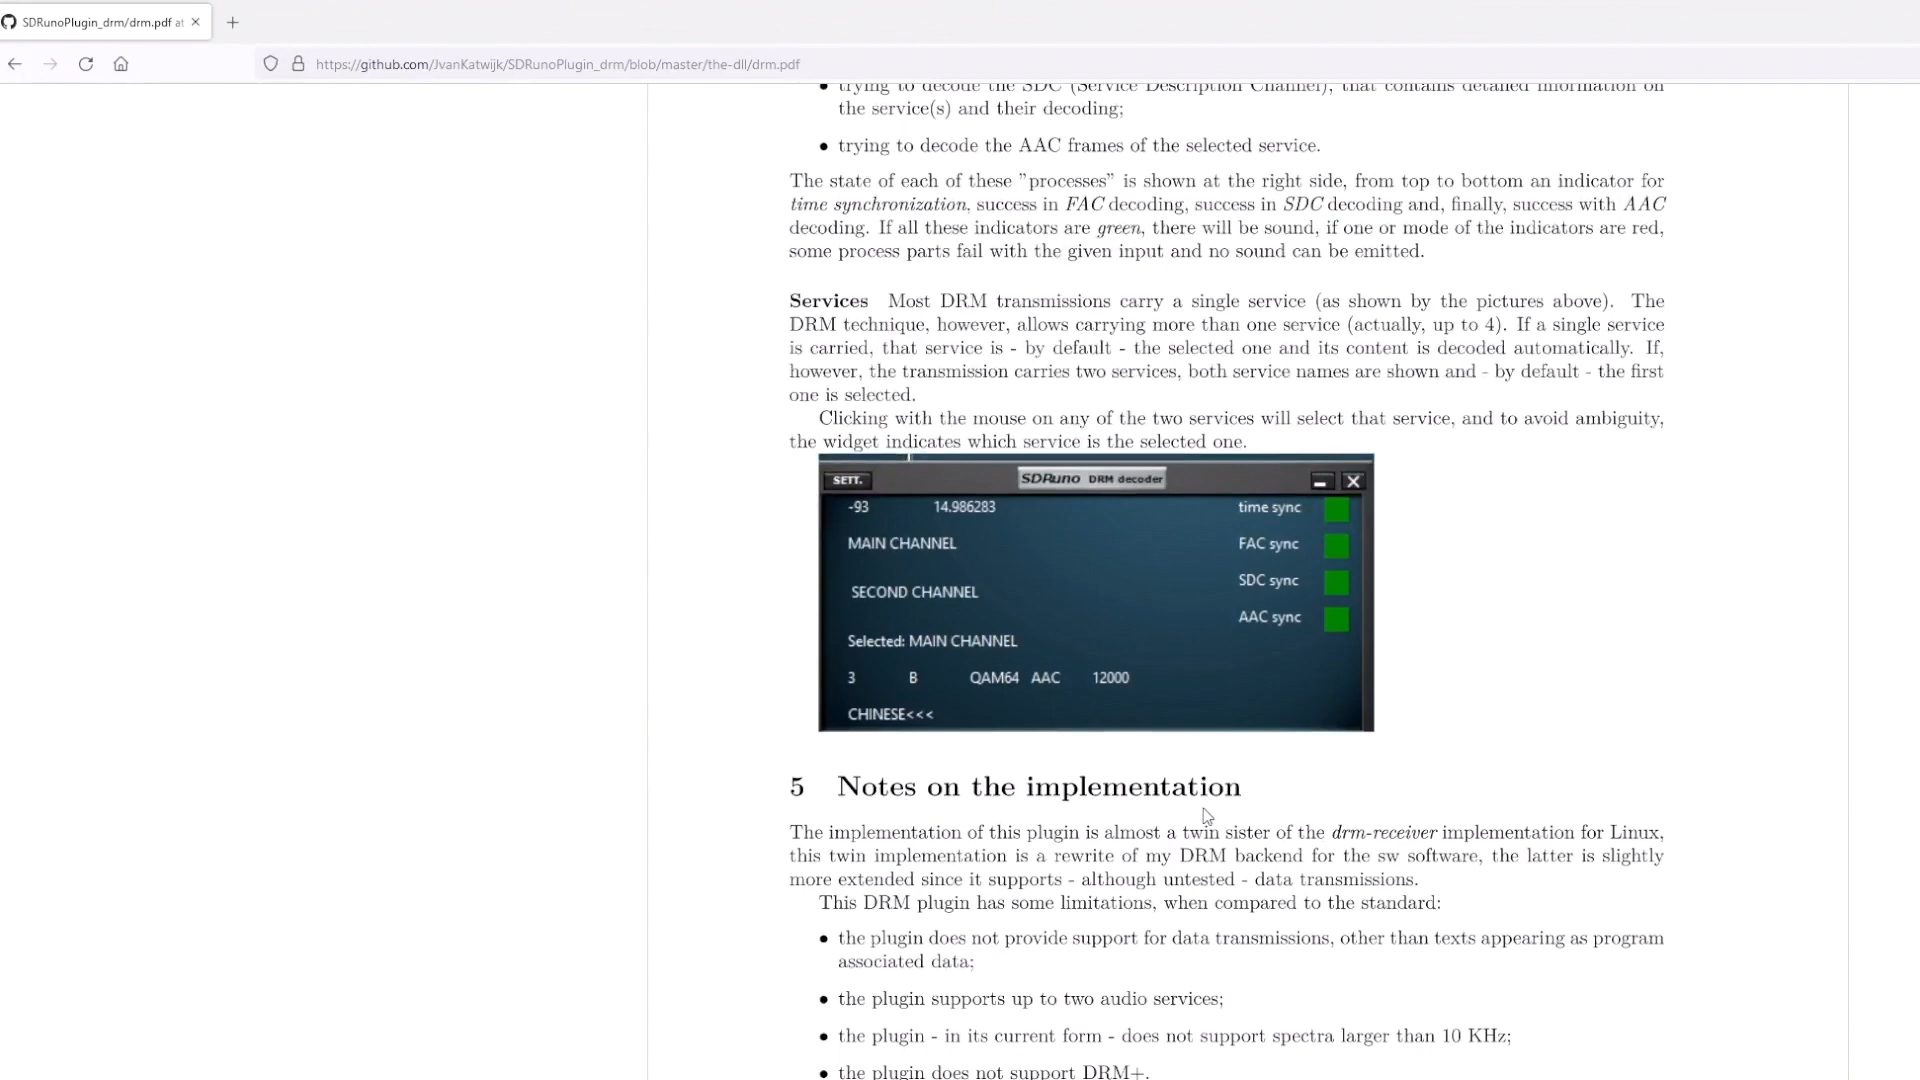 SDRunoPlugin_drm/drm.pdf at
https://github.com/JvanKatwijk/SDRunoPlugin_drm/blob/master/the-dll/drm.pdf
• trying to decode the SDC (Service Description Channel), that contains detailed information on
the service(s) and their decoding;
• trying to decode the AAC frames of the selected service.
The state of each of these "processes" is shown at the right side, from top to bottom an indicator for
time synchronization, success in FAC decoding, success in SDC decoding and, finally, success with AAC
decoding. If all these indicators are green, there will be sound, if one or mode of the indicators are red,
some process parts fail with the given input and no sound can be emitted.
Services Most DRM transmissions carry a single service (as shown by the pictures above). The
DRM technique, however, allows carrying more than one service (actually, up to 4). If a single service
is carried, that service is - by default - the selected one and its content is decoded automatically. If,
however, the transmission carries two services, both service names are shown and - by default - the first
one is selected.
Clicking with the mouse on any of the two services will select that service, and to avoid ambiguity,
the widget indicates which service is the selected one.
SETT. SDRuno DRM decoder
-93 14.986283 time sync
MAIN CHANNEL FAC sync
SECOND CHANNEL SDC sync
AAC sync
Selected: MAIN CHANNEL
3 B QAM64 AAC 12000
CHINESE<<<
5 Notes on the implementation
The implementation of this plugin is almost a twin sister of the drm-receiver implementation for Linux,
this twin implementation is a rewrite of my DRM backend for the sw software, the latter is slightly
more extended since it supports - although untested - data transmissions.
This DRM plugin has some limitations, when compared to the standard:
• the plugin does not provide support for data transmissions, other than texts appearing as program
associated data;
• the plugin supports up to two audio services;
• the plugin - in its current form - does not support spectra larger than 10 KHz;
• the plugin does not support DRM+.